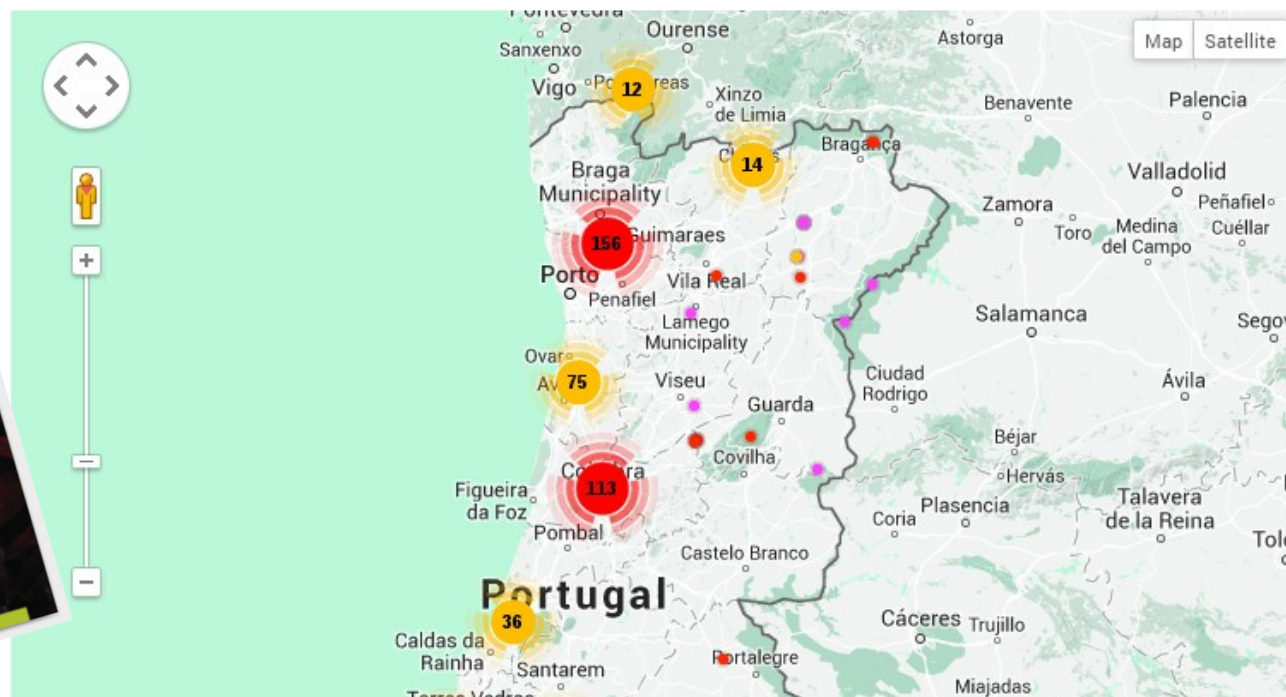 Pontevedra
Ourense
Astorga
Map
Satellite
Sanxenxo
Vigo
12
Xinzo
de Limia
Benavente
Palencia
Bragança
14
Braga
Municipality
Valladolid
Zamora
Peñafiel
Toro
Medina
del Campo
Cuéllar
156
Guimaraes
Porto
Penafiel
Vila Real
Lamego
Municipality
Salamanca
Ovar
75
Viseu
Ciudad
Rodrigo
Ávila
Guarda
Covilha
Béjar
Hervás
Coimbra
113
Figueira
da Foz
Pombal
Coria
Plasencia
Talavera
de la Reina
Castelo Branco
Portugal
36
Caldas da
Rainha
Santarem
Portalegre
Cáceres
Trujillo
Miajadas